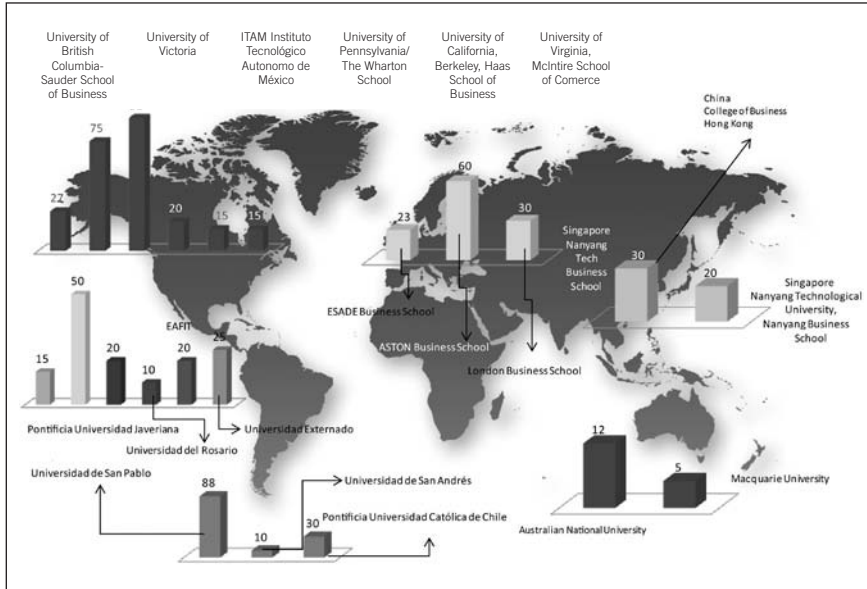 University of
British
Columbia-
Sauder School
of Business
University of
Victoria
ITAM Instituto
Tecnológico
Autonomo de
México
University of
Pennsylvania/
The Wharton
School
University of
California,
Berkeley, Haas
School of
Business
University of
Virginia,
McIntire School
of Comerce
China
College of Business
Hong Kong
22
75
20
15
15
23
60
30
Singapore
Nanyang
Tech
Business
School
30
20
Singapore
Nanyang Technological
University,
Nanyang Business
School
ESADE Business School
ASTON Business School
London Business School
EAFIT
15
50
20
10
20
25
Pontificia Universidad Javeriana
Universidad Externado
Universidad del Rosario
Universidad de San Pablo
88
10
30
Universidad de San Andrés
Pontificia Universidad Católica de Chile
12
5
Macquarie University
Australian National University